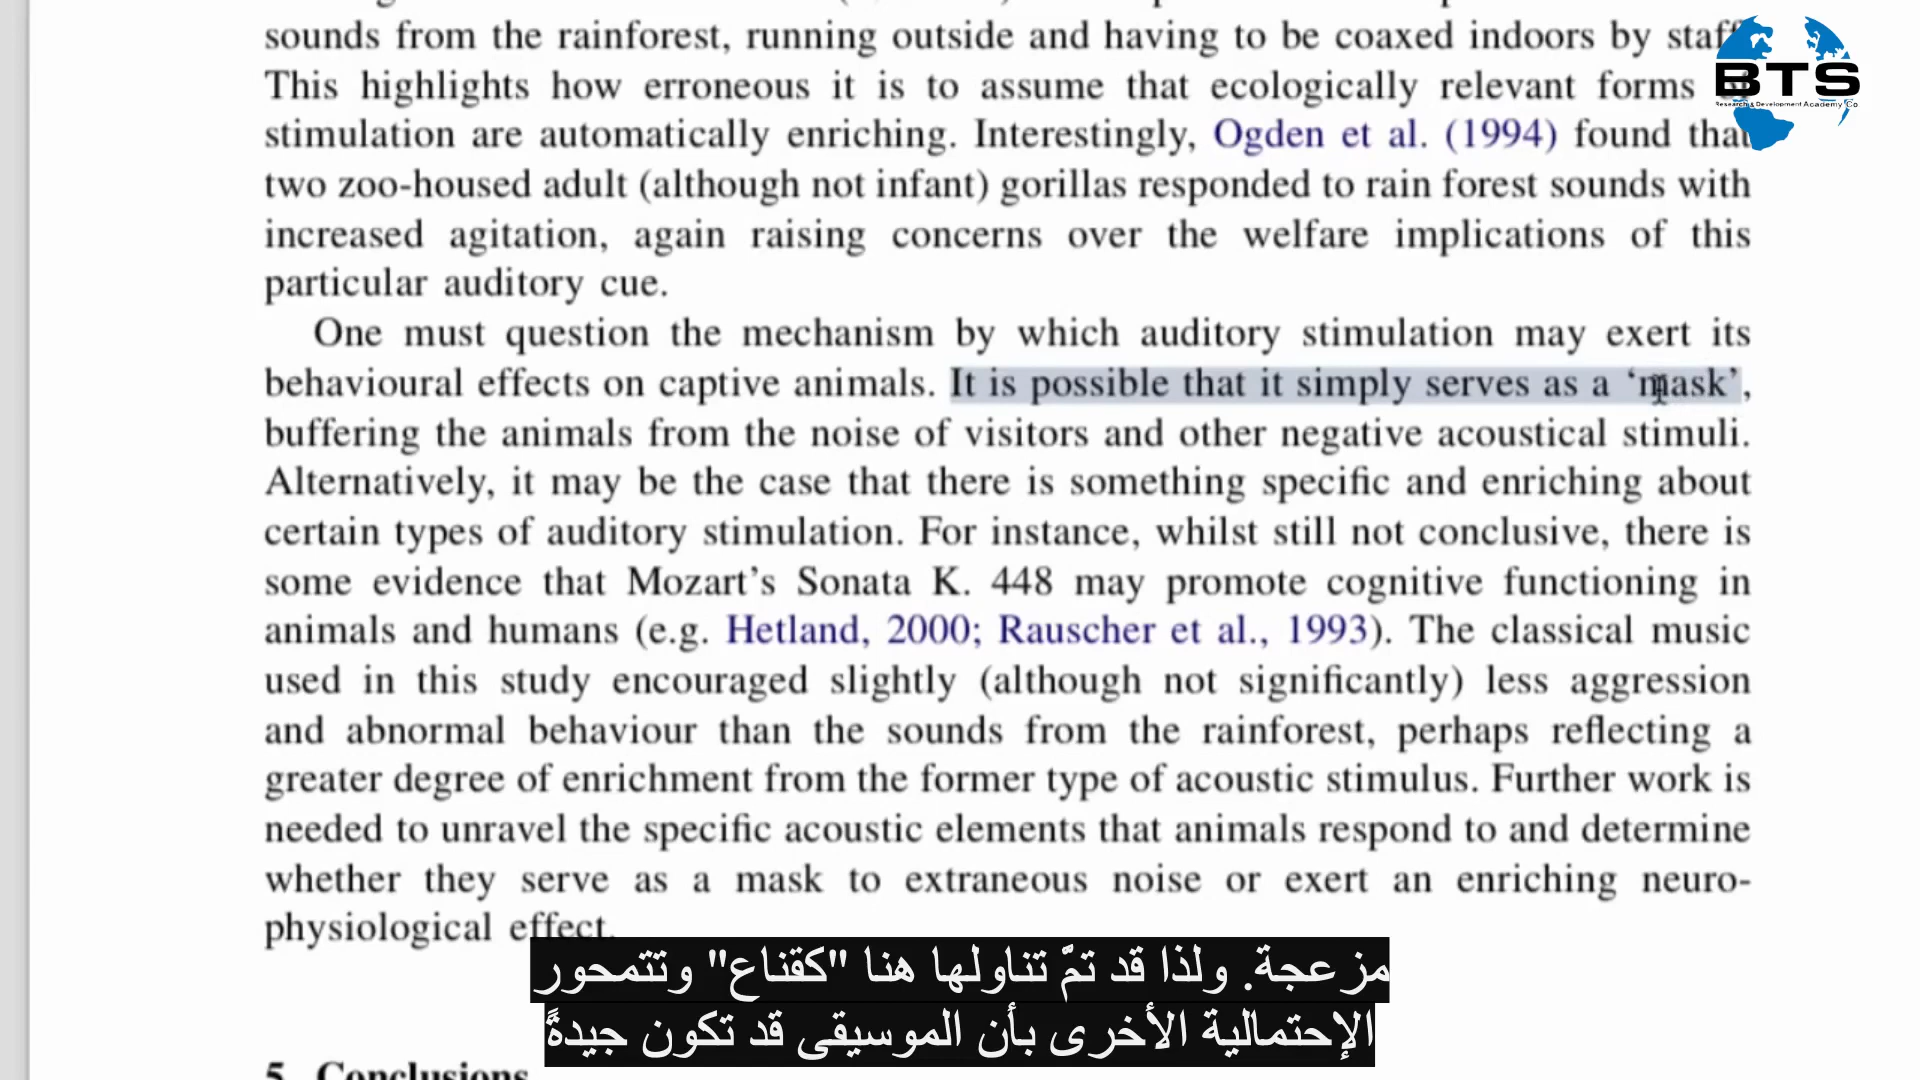 sounds from the rainforest, running outside and having to be coaxed indoors by staff.
This highlights how erroneous it is to assume that ecologically relevant forms of
stimulation are automatically enriching. Interestingly, Ogden et al. (1994) found that
two zoo-housed adult (although not infant) gorillas responded to rain forest sounds with
increased agitation, again raising concerns over the welfare implications of this
particular auditory cue.
One must question the mechanism by which auditory stimulation may exert its
behavioural effects on captive animals. It is possible that it simply serves as a ‘mask’,
buffering the animals from the noise of visitors and other negative acoustical stimuli.
Alternatively, it may be the case that there is something specific and enriching about
certain types of auditory stimulation. For instance, whilst still not conclusive, there is
some evidence that Mozart’s Sonata K. 448 may promote cognitive functioning in
animals and humans (e.g. Hetland, 2000; Rauscher et al., 1993). The classical music
used in this study encouraged slightly (although not significantly) less aggression
and abnormal behaviour than the sounds from the rainforest, perhaps reflecting a
greater degree of enrichment from the former type of acoustic stimulus. Further work is
needed to unravel the specific acoustic elements that animals respond to and determine
whether they serve as a mask to extraneous noise or exert an enriching neuro-
physiological effect.
5. Conclusions
BTS
Research & Development Academy Co
مزعجة. ولذا قد تمّ تناولها هنا "كقناع" وتتمحور
الإحتمالية الأخرى بأن الموسيقى قد تكون جيدةً